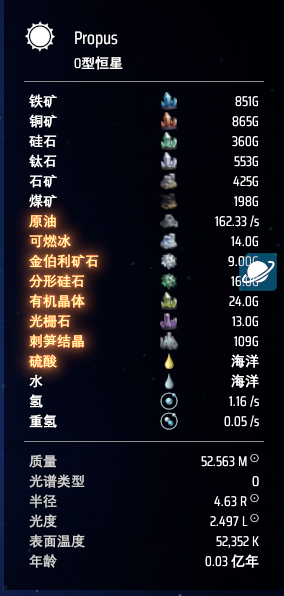 Propus
O型恒星
铁矿 851G
铜矿 865G
硅石 360G
钛石 553G
石矿 425G
煤矿 198G
原油 162.33 /s
可燃冰 14.0G
金伯利矿石 9.00G
分形硅石 16.0G
有机晶体 24.0G
光栅石 13.0G
刺笋结晶 109G
硫酸 海洋
水 海洋
氢 1.16 /s
重氢 0.05 /s
质量 52.563 M☉
光谱类型 O
半径 4.63 R☉
光度 2.497 L☉
表面温度 52,352 K
年龄 0.03 亿年